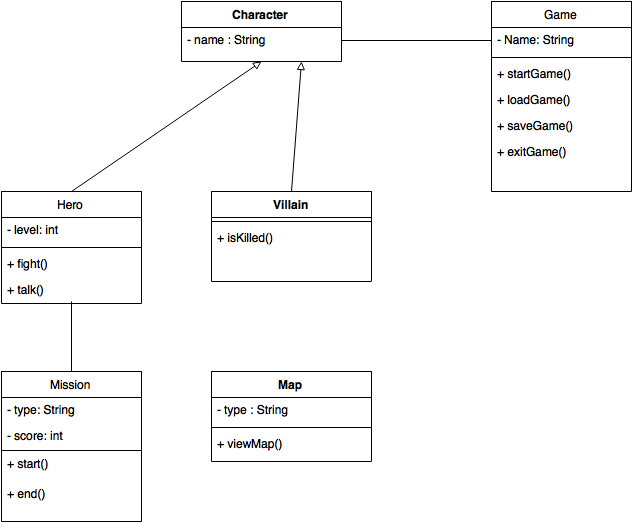 Character
- name : String
Game
- Name: String
+ startGame()
+ loadGame()
+ saveGame()
+ exitGame()
Hero
- level: int
+ fight()
+ talk()
Villain
+ isKilled()
Mission
- type: String
- score: int
+ start()
+ end()
Map
- type : String
+ viewMap()